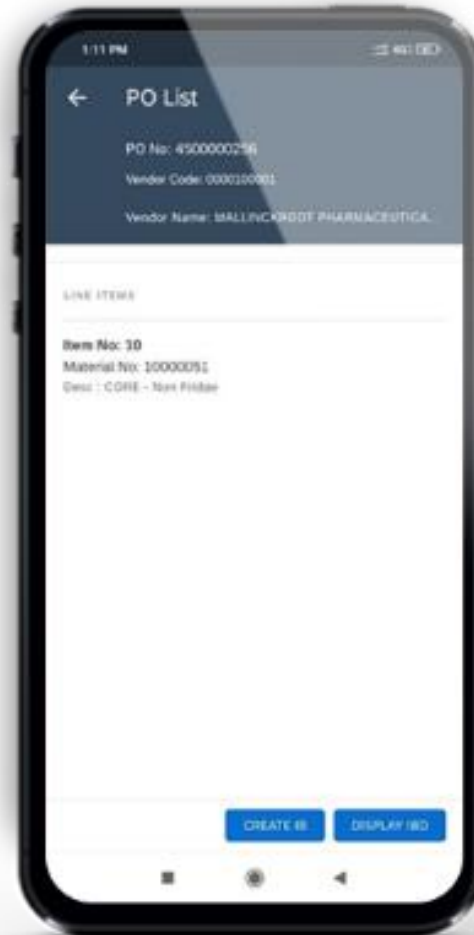 1:11 PM
PO List
PO No: 4500000256
Vendor Code: 0000100001
Vendor Name: MALLINCKRODT PHARMACEUTICA...
LINE ITEMS
Item No: 10
Material No: 10000051
Desc : CORE - Non
CREATE IB
DISPLAY IBD